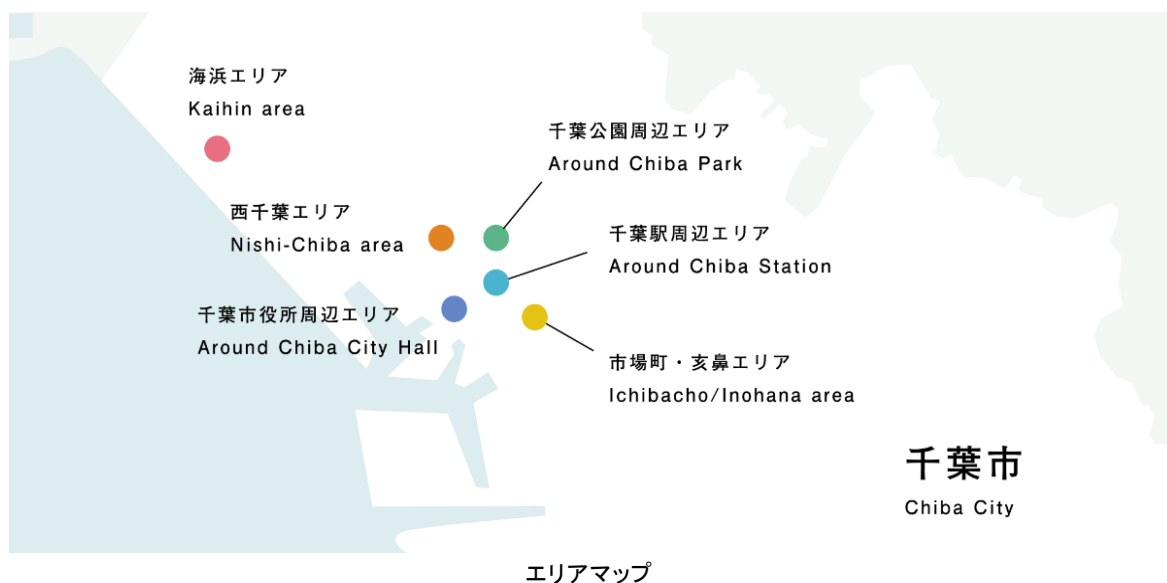 海浜エリア
Kaihin area
千葉公園周辺エリア
Around Chiba Park
西千葉エリア
Nishi-Chiba area
千葉駅周辺エリア
Around Chiba Station
千葉市役所周辺エリア
Around Chiba City Hall
市場町・亥鼻エリア
Ichibacho/Inohana area
千葉市
Chiba City
エリアマップ